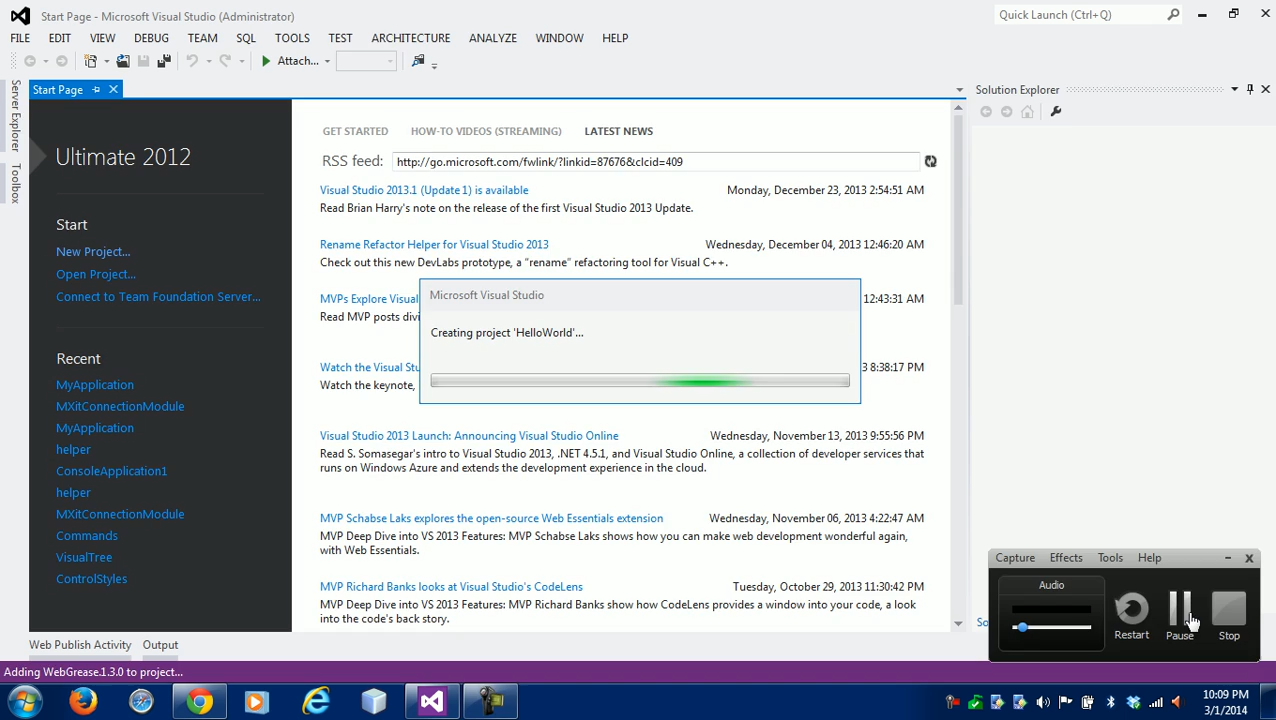 Start Page - Microsoft Visual Studio (Administrator)
Quick Launch (Ctrl+Q)
FILE EDIT VIEW DEBUG TEAM SQL TOOLS TEST ARCHITECTURE ANALYZE WINDOW HELP
Attach...
Server Explorer
Toolbox
Start Page
Solution Explorer
Ultimate 2012
Start
New Project...
Open Project...
Connect to Team Foundation Server...
Recent
MyApplication
MXitConnectionModule
MyApplication
helper
ConsoleApplication1
helper
MXitConnectionModule
Commands
VisualTree
ControlStyles
GET STARTED HOW-TO VIDEOS (STREAMING) LATEST NEWS
RSS feed: http://go.microsoft.com/fwlink/?linkid=87676&clcid=409
Visual Studio 2013.1 (Update 1) is available Monday, December 23, 2013 2:54:51 AM
Read Brian Harry's note on the release of the first Visual Studio 2013 Update.
Rename Refactor Helper for Visual Studio 2013 Wednesday, December 04, 2013 12:46:20 AM
Check out this new DevLabs prototype, a "rename" refactoring tool for Visual C++.
MVPs Explore Visual 12:43:31 AM
Read MVP posts divi
Watch the Visual Stu 3 8:38:17 PM
Watch the keynote,
Microsoft Visual Studio
Creating project 'HelloWorld'...
Visual Studio 2013 Launch: Announcing Visual Studio Online Wednesday, November 13, 2013 9:55:56 PM
Read S. Somasegar's intro to Visual Studio 2013, .NET 4.5.1, and Visual Studio Online, a collection of developer services that
runs on Windows Azure and extends the development experience in the cloud.
MVP Schabse Laks explores the open-source Web Essentials extension Wednesday, November 06, 2013 4:22:47 AM
MVP Deep Dive into VS 2013 Features: MVP Schabse Laks shows how you can make web development wonderful again,
with Web Essentials.
MVP Richard Banks looks at Visual Studio's CodeLens Tuesday, October 29, 2013 11:30:42 PM
MVP Deep Dive into VS 2013 Features: MVP Richard Banks show how CodeLens provides a window into your code, a look
into the code's back story.
So
Capture Effects Tools Help
Audio
Restart Pause Stop
Web Publish Activity Output
Adding WebGrease.1.3.0 to project...
10:09 PM
3/1/2014